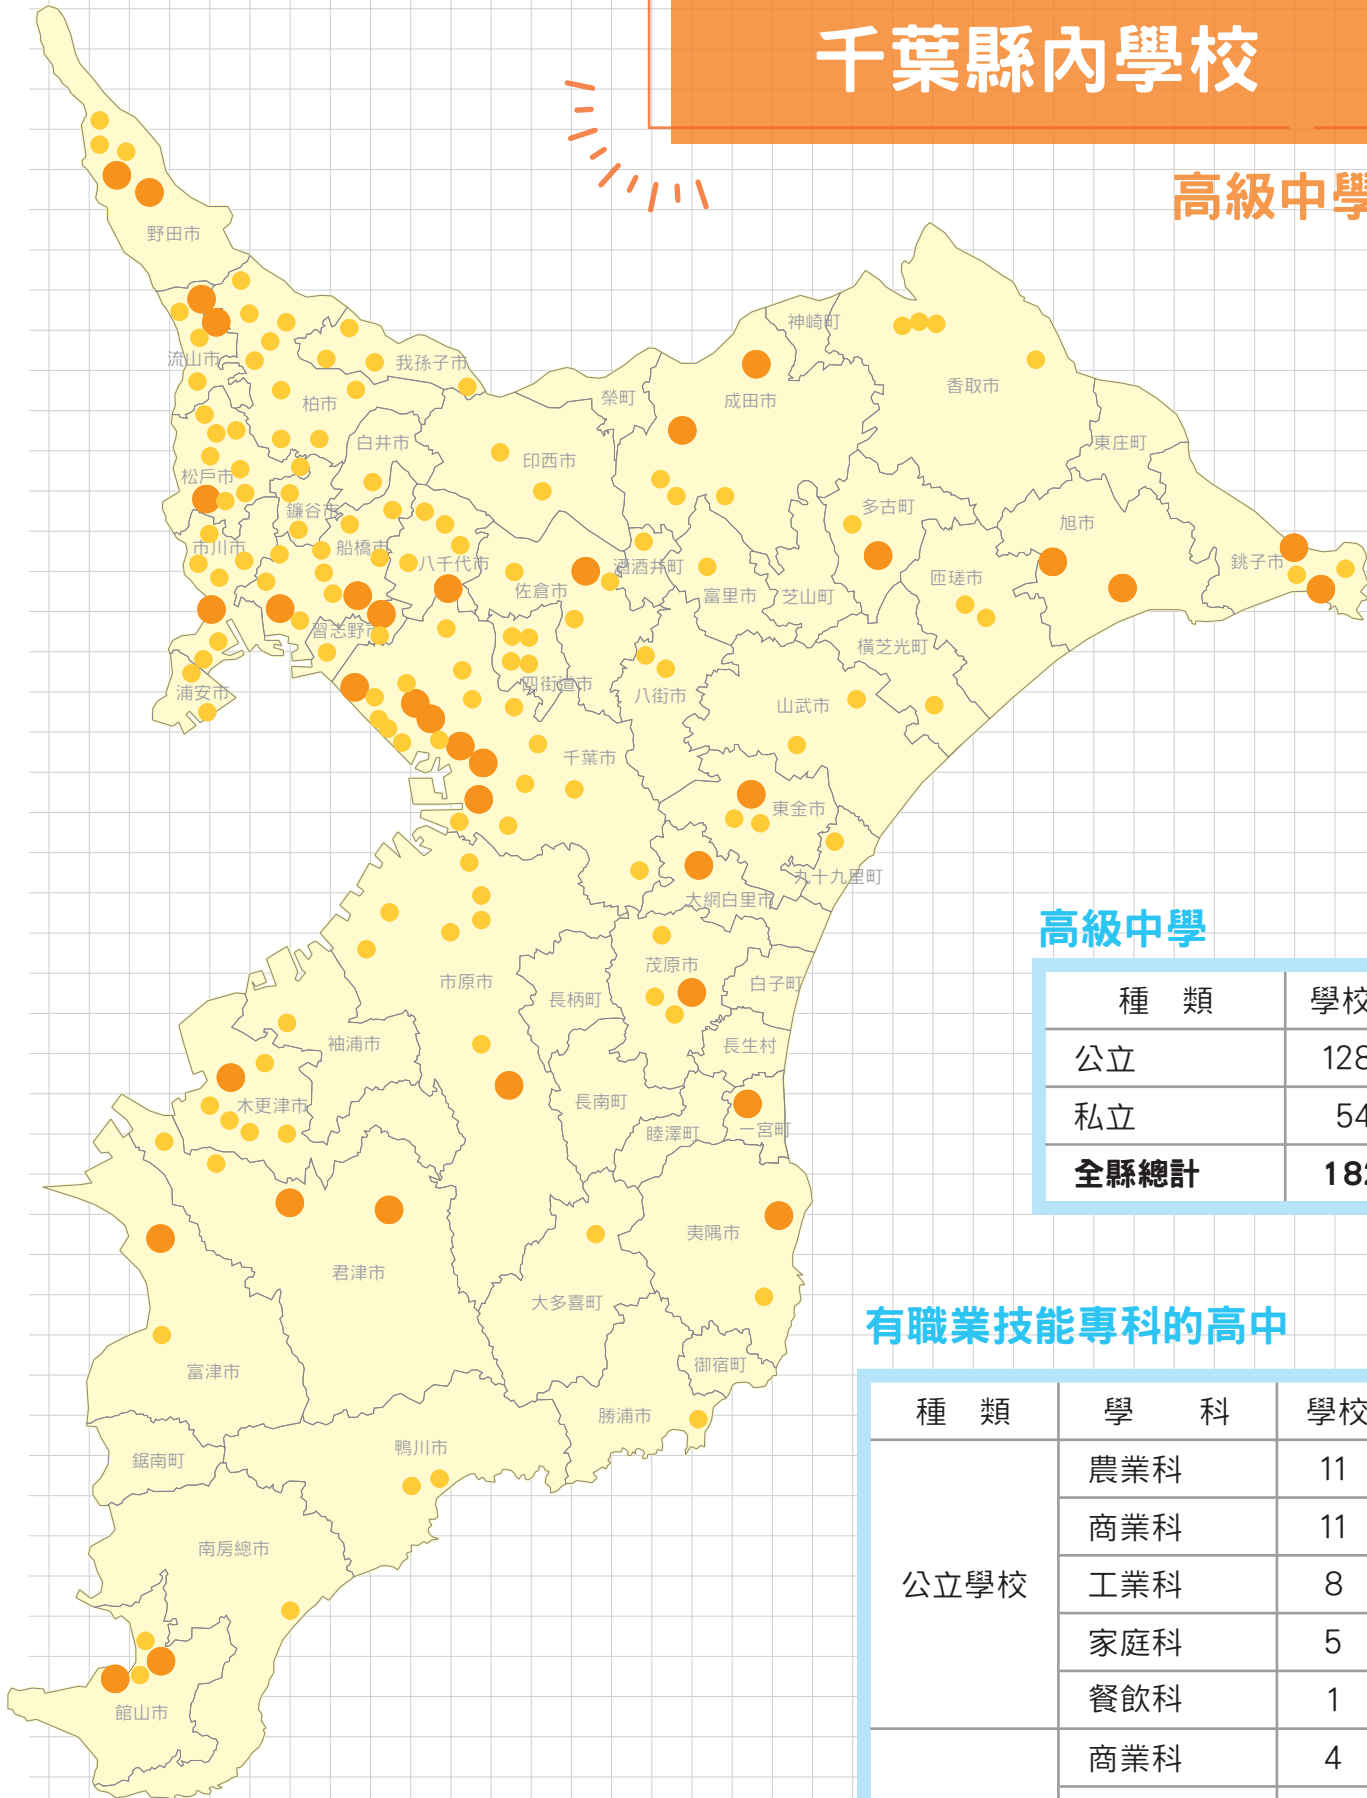 千葉縣內學校
高級中學
野田市
流山市
我孫子市
柏市
白井市
松戶市
鐮谷市
市川市
船橋市
八千代市
習志野市
浦安市
印西市
榮町
成田市
神崎町
香取市
東庄町
多古町
旭市
銚子市
匝瑳市
佐倉市
酒酒井町
富里市
芝山町
橫芝光町
四街道市
八街市
山武市
千葉市
東金市
九十九里町
大網白里市
市原市
長柄町
茂原市
白子町
長生村
袖浦市
木更津市
長南町
睦澤町
一宮町
君津市
大多喜町
夷隅市
御宿町
富津市
勝浦市
鴨川市
鋸南町
南房總市
館山市
高級中學
種 類 學校
公立 128
私立 54
全縣總計 182
有職業技能專科的高中
種 類 學 科 學校
公立學校
農業科 11
商業科 11
工業科 8
家庭科 5
餐飲科 1
商業科 4